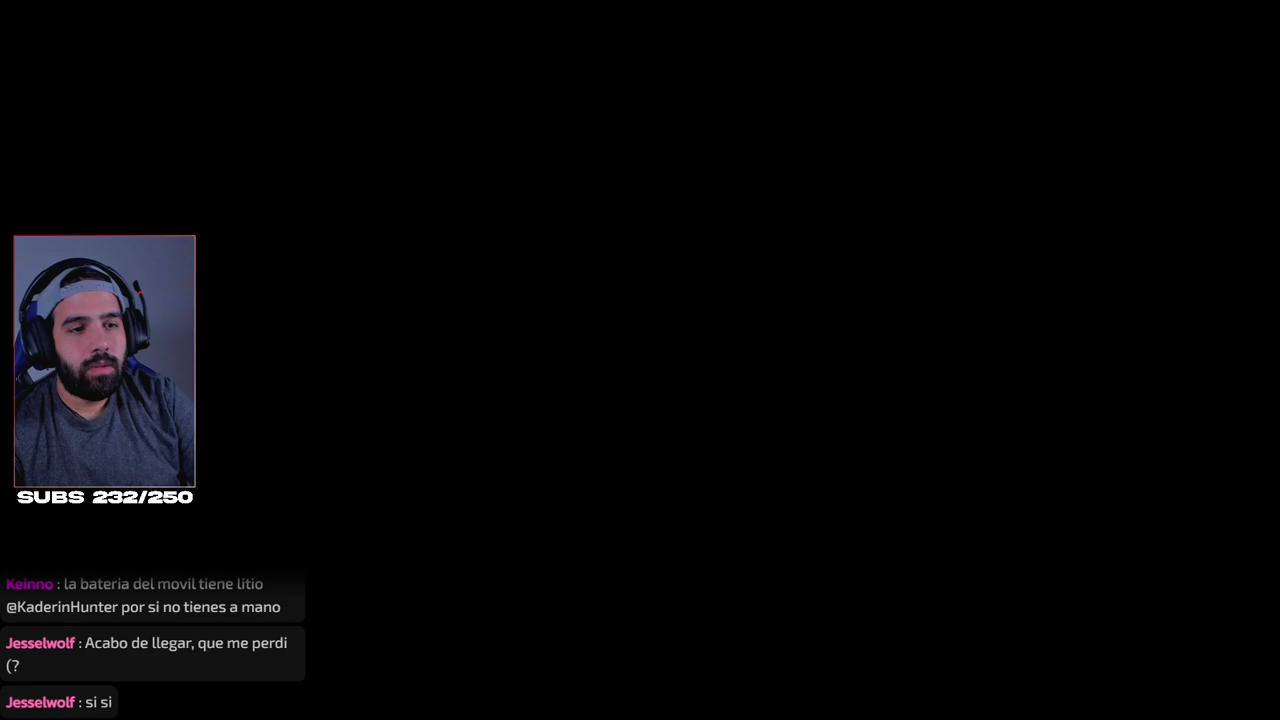 SUBS 232/250
Keinno : la bateria del movil tiene litio
@KaderinHunter por si no tienes a mano
Jesselwolf : Acabo de llegar, que me perdi
(?
Jesselwolf : si si